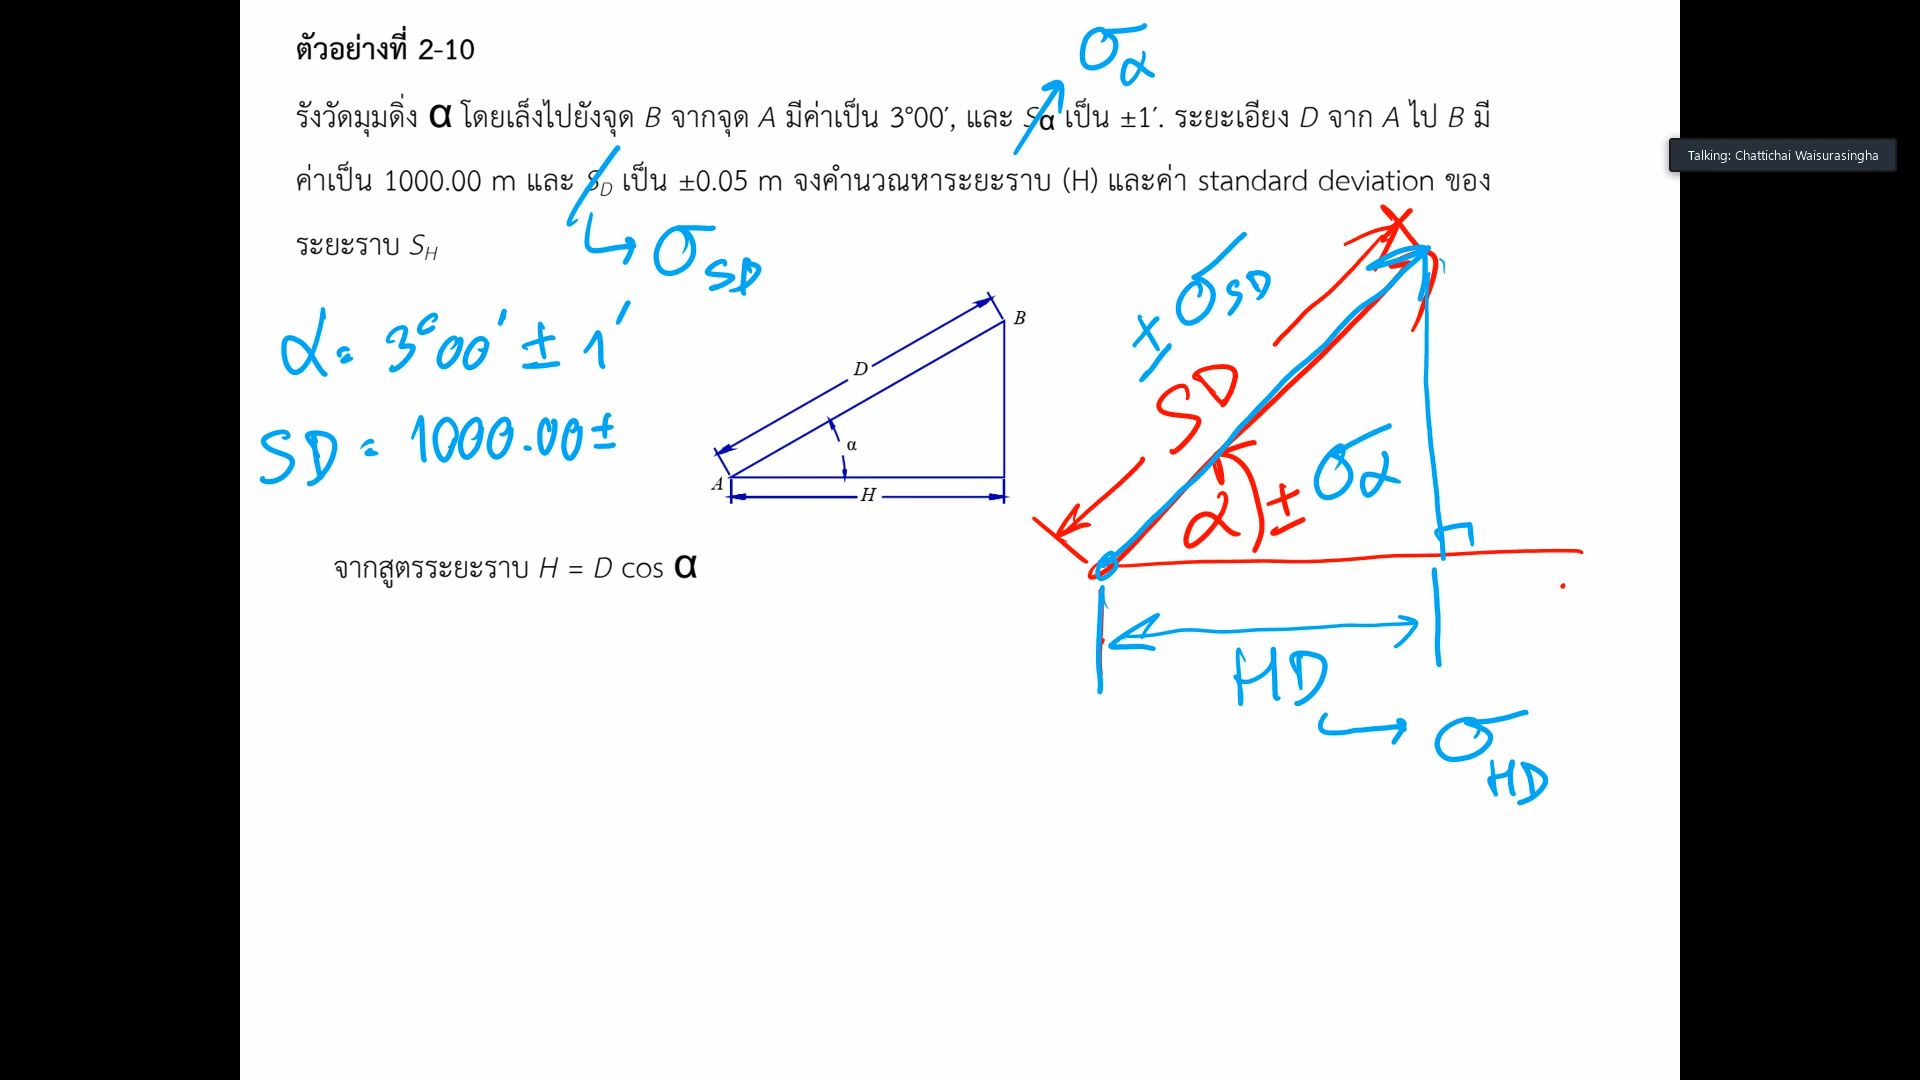 ตัวอย่างที่ 2-10
σα
รังวัดมุมดิ่ง α โดยเล็งไปยังจุด B จากจุด A มีค่าเป็น 3°00′, และ Sα เป็น ±1′. ระยะเอียง D จาก A ไป B มี
Talking: Chattichai Waisurasingha
ค่าเป็น 1000.00 m และ SD เป็น ±0.05 m จงคำนวณหาระยะราบ (H) และค่า standard deviation ของ
ระยะราบ SH
σSD
± σSD
α = 3°00′ ± 1′
SD = 1000.00 ±
B
D
α
A
H
SD
α ± σα
จากสูตรระยะราบ H = D cos α
HD
σHD